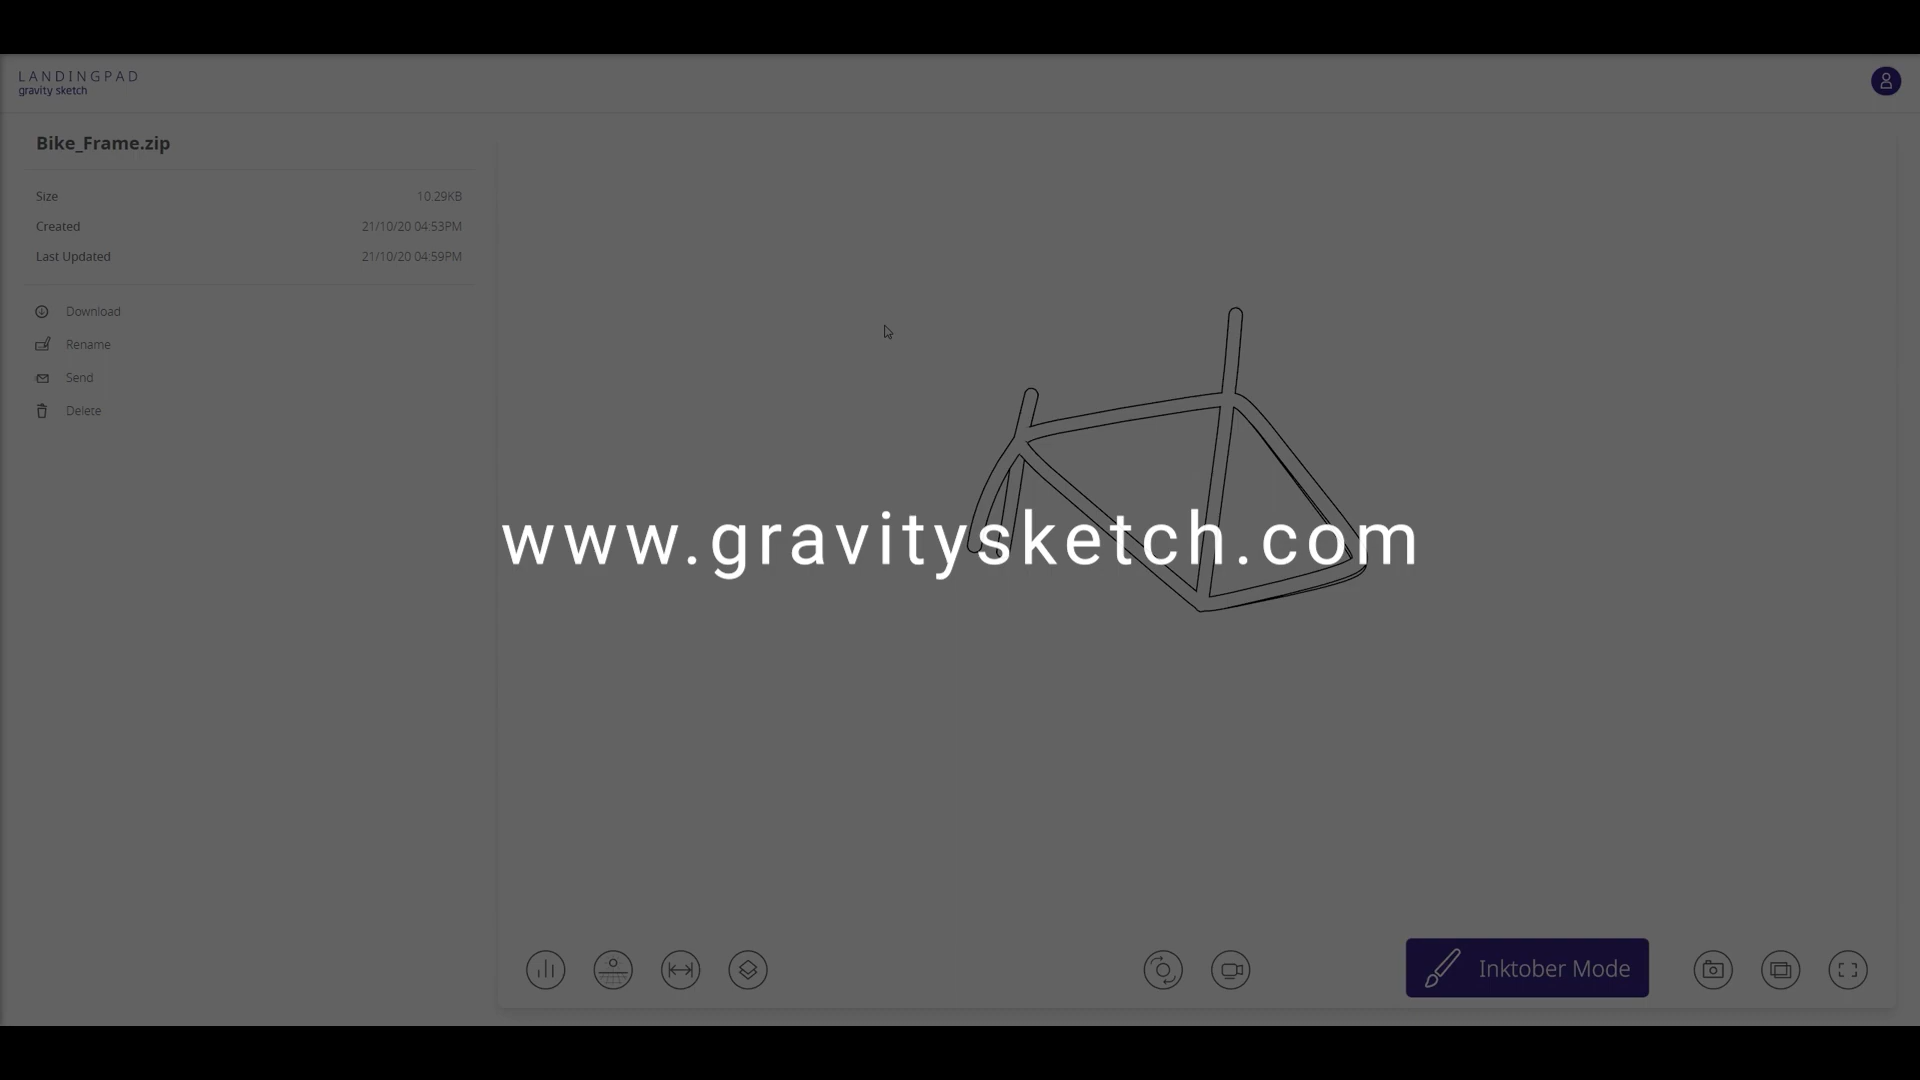 LANDINGPAD
gravity sketch
Bike_Frame.zip
Size 10.29KB
Created 21/10/20 04:53PM
Last Updated 21/10/20 04:59PM
Download
Rename
Send
Delete
www.gravitysketch.com
Inktober Mode